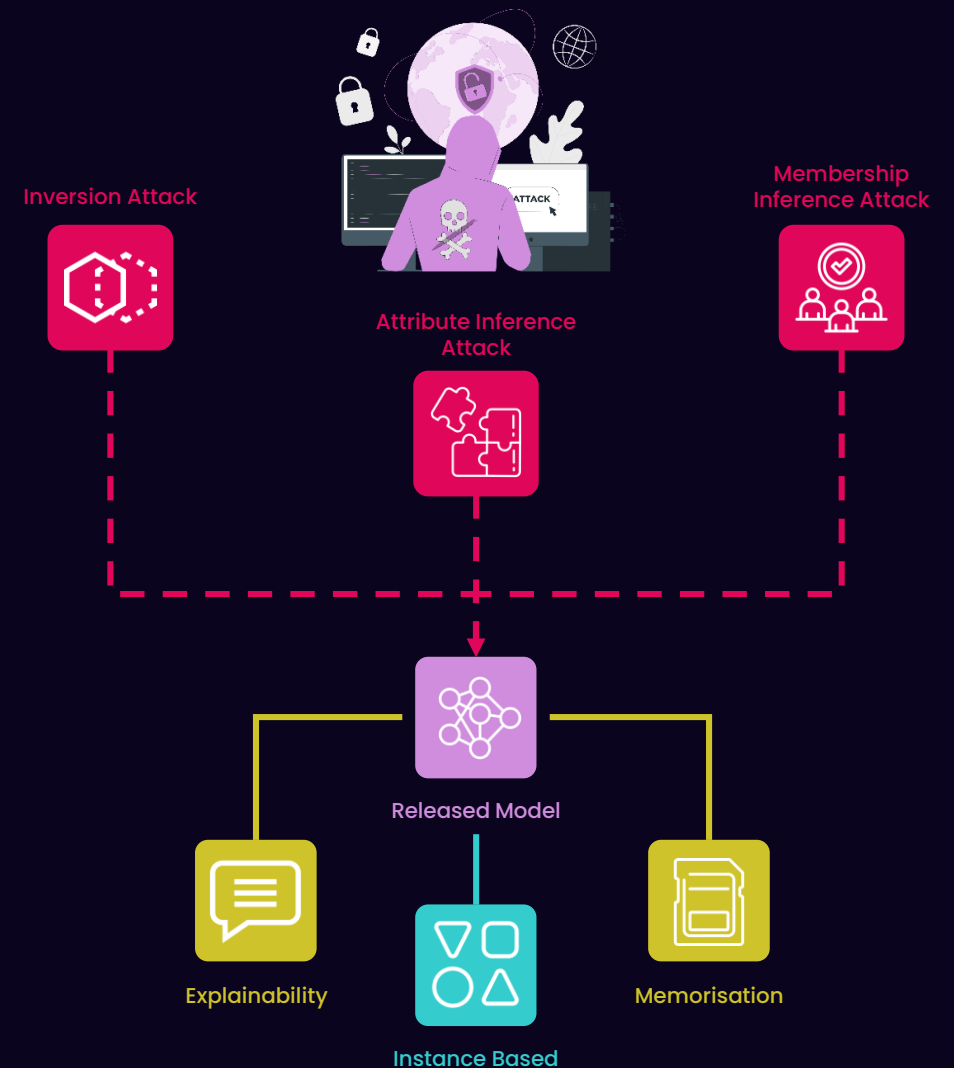 ATTACK
Inversion Attack
Membership
Inference Attack
Attribute Inference
Attack
Released Model
Explainability
Memorisation
Instance Based